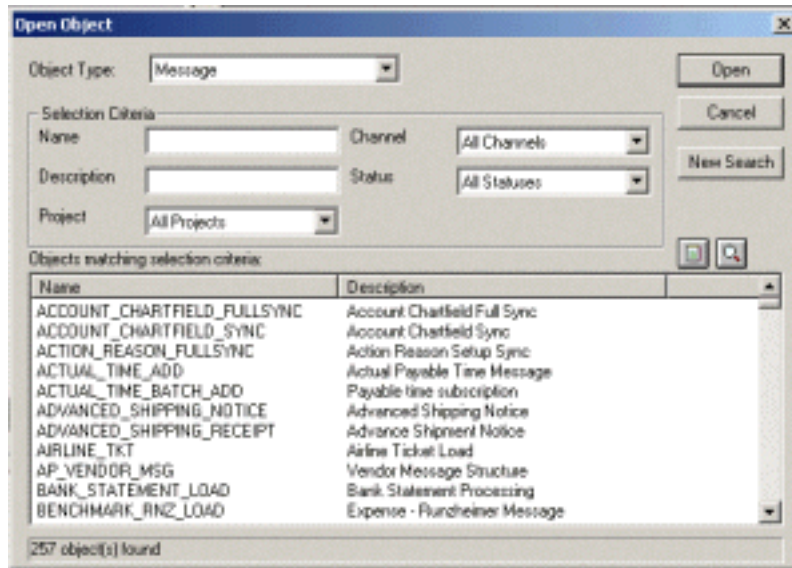 Open Object
Object Type: Message
Open
Selection Criteria
Cancel
Name Channel All Channels
New Search
Description Status All Statuses
Project All Projects
Objects matching selection criteria:
Name Description
ACCOUNT_CHARTFIELD_FULLSYNC Account Chartfield Full Sync
ACCOUNT_CHARTFIELD_SYNC Account Chartfield Sync
ACTION_REASON_FULLSYNC Action Reason Setup Sync
ACTUAL_TIME_ADD Actual Payable Time Message
ACTUAL_TIME_BATCH_ADD Payable time subscription
ADVANCED_SHIPPING_NOTICE Advanced Shipping Notice
ADVANCED_SHIPPING_RECEIPT Advance Shipment Notice
AIRLINE_TKT Airline Ticket Load
AP_VENDOR_MSG Vendor Message Structure
BANK_STATEMENT_LOAD Bank Statement Processing
BENCHMARK_RNZ_LOAD Expense - Runzheimer Message
257 object(s) found